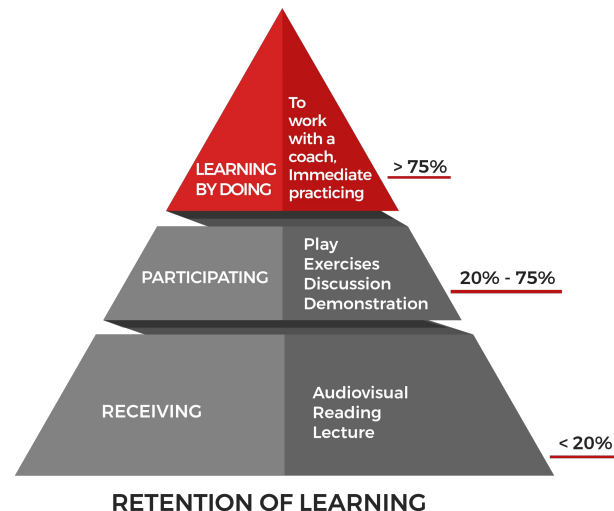 LEARNING
BY DOING
To
work
with a
coach,
Immediate
practicing
> 75%
PARTICIPATING
Play
Exercises
Discussion
Demonstration
20% - 75%
RECEIVING
Audiovisual
Reading
Lecture
< 20%
RETENTION OF LEARNING